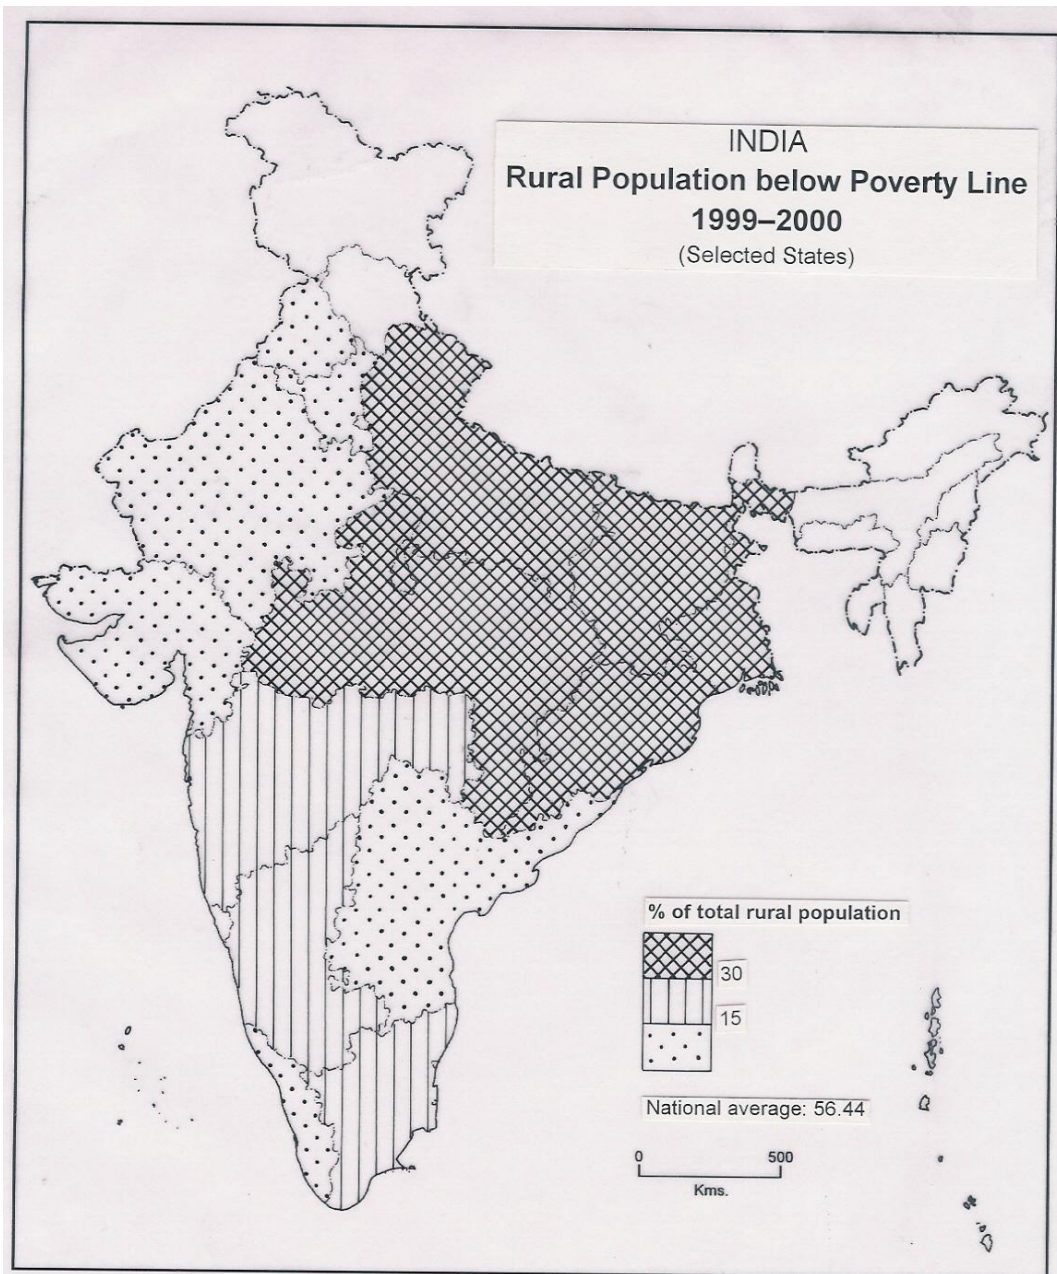 INDIA
Rural Population below Poverty Line
1999–2000
(Selected States)
% of total rural population
30
15
National average: 56.44
0 500
Kms.